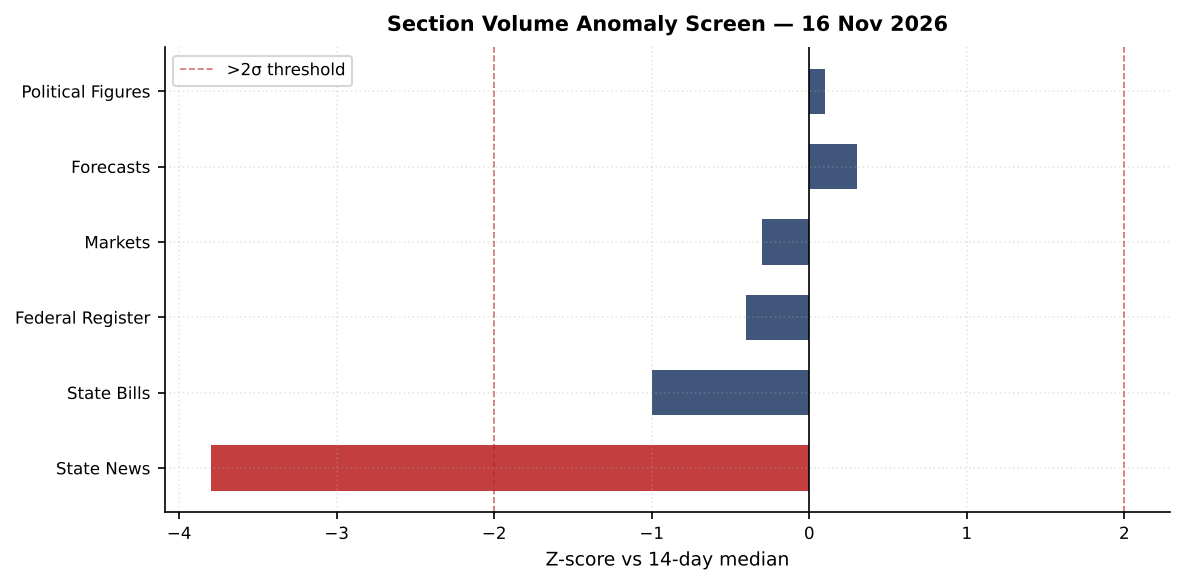 Section Volume Anomaly Screen — 16 Nov 2026
>2σ threshold
Political Figures
Forecasts
Markets
Federal Register
State Bills
State News
−4 −3 −2 −1 0 1 2
Z-score vs 14-day median